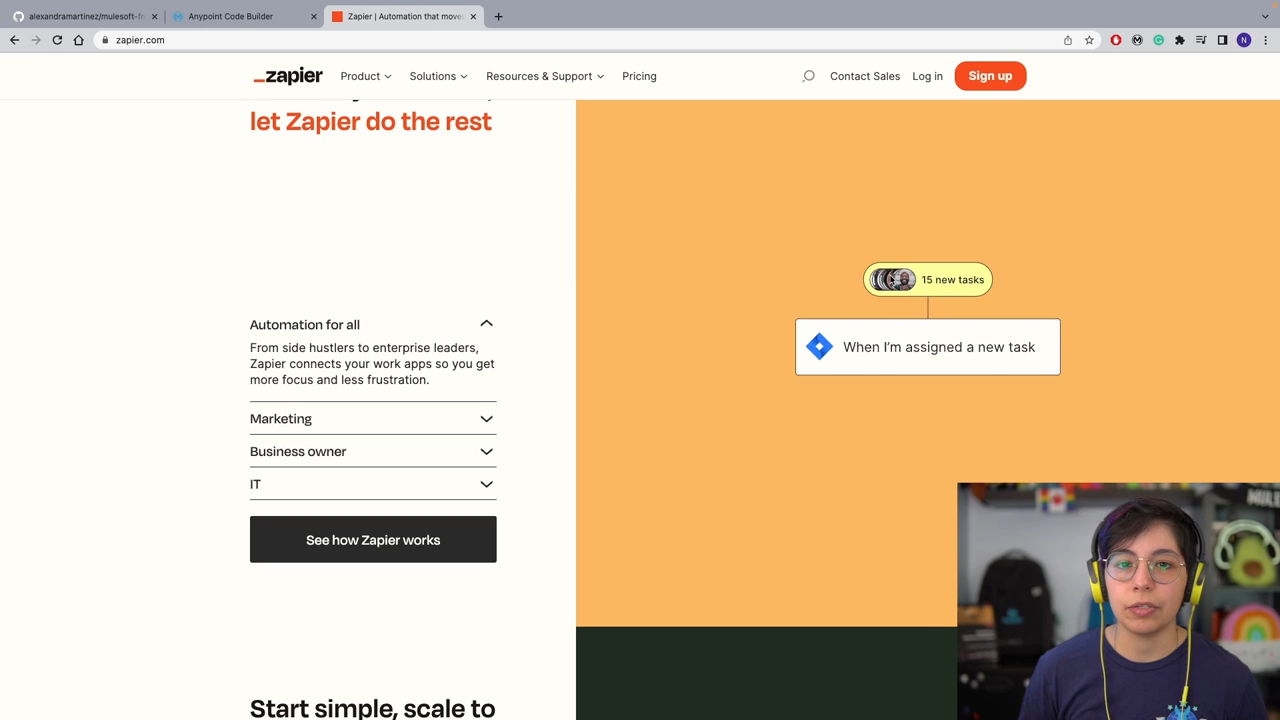 alexandramartinez/mulesoft-fr
Anypoint Code Builder
Zapier | Automation that moves
zapier.com
N
_zapier
Product
Solutions
Resources & Support
Pricing
Contact Sales
Log in
Sign up
let Zapier do the rest
15 new tasks
When I'm assigned a new task
Automation for all
From side hustlers to enterprise leaders,
Zapier connects your work apps so you get
more focus and less frustration.
Marketing
Business owner
IT
See how Zapier works
Start simple, scale to